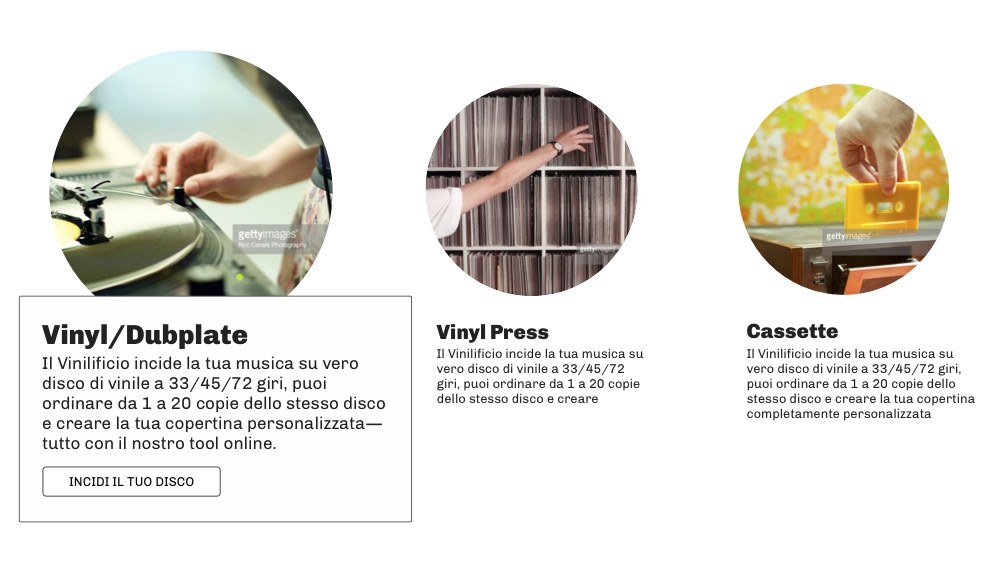 gettyimages
Roc Canals Photography
gettyimages
gettyimages
Vinyl/Dubplate
Il Vinilificio incide la tua musica su vero
disco di vinile a 33/45/72 giri, puoi
ordinare da 1 a 20 copie dello stesso disco
e creare la tua copertina personalizzata—
tutto con il nostro tool online.
INCIDI IL TUO DISCO
Vinyl Press
Il Vinilificio incide la tua musica su
vero disco di vinile a 33/45/72
giri, puoi ordinare da 1 a 20 copie
dello stesso disco e creare
Cassette
Il Vinilificio incide la tua musica su
vero disco di vinile a 33/45/72 giri,
puoi ordinare da 1 a 20 copie dello
stesso disco e creare la tua copertina
completamente personalizzata